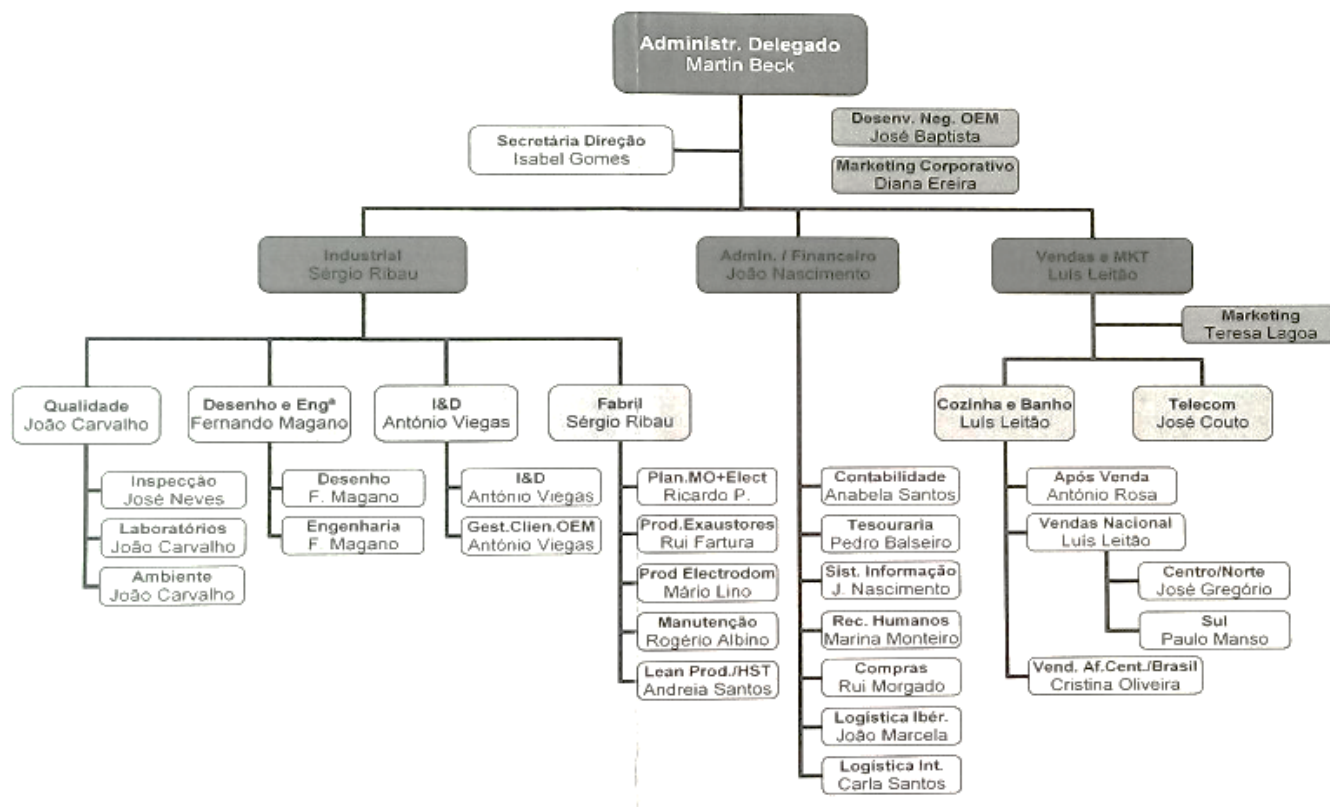 Administr. Delegado
Martin Beck
Desenv. Neg. OEM
José Baptista
Secretária Direção
Isabel Gomes
Marketing Corporativo
Diana Ereira
Industrial
Sérgio Ribau
Admin. / Financeiro
João Nascimento
Vendas e MKT
Luís Leitão
Marketing
Teresa Lagoa
Qualidade
João Carvalho
Desenho e Engª
Fernando Magano
I&D
António Viegas
Fabril
Sérgio Ribau
Cozinha e Banho
Luís Leitão
Telecom
José Couto
Inspecção
José Neves
Laboratórios
João Carvalho
Ambiente
João Carvalho
Desenho
F. Magano
Engenharia
F. Magano
I&D
António Viegas
Gest.Clien.OEM
António Viegas
Plan.MO+Elect
Ricardo P.
Prod.Exaustores
Rui Fartura
Prod Electrodom
Mário Lino
Manutenção
Rogério Albino
Lean Prod./HST
Andreia Santos
Contabilidade
Anabela Santos
Tesouraria
Pedro Balseiro
Sist. Informação
J. Nascimento
Rec. Humanos
Marina Monteiro
Compras
Rui Morgado
Logística Ibér.
João Marcela
Logística Int.
Carla Santos
Após Venda
António Rosa
Vendas Nacional
Luís Leitão
Centro/Norte
José Gregório
Sul
Paulo Manso
Vend. Af.Cent./Brasil
Cristina Oliveira